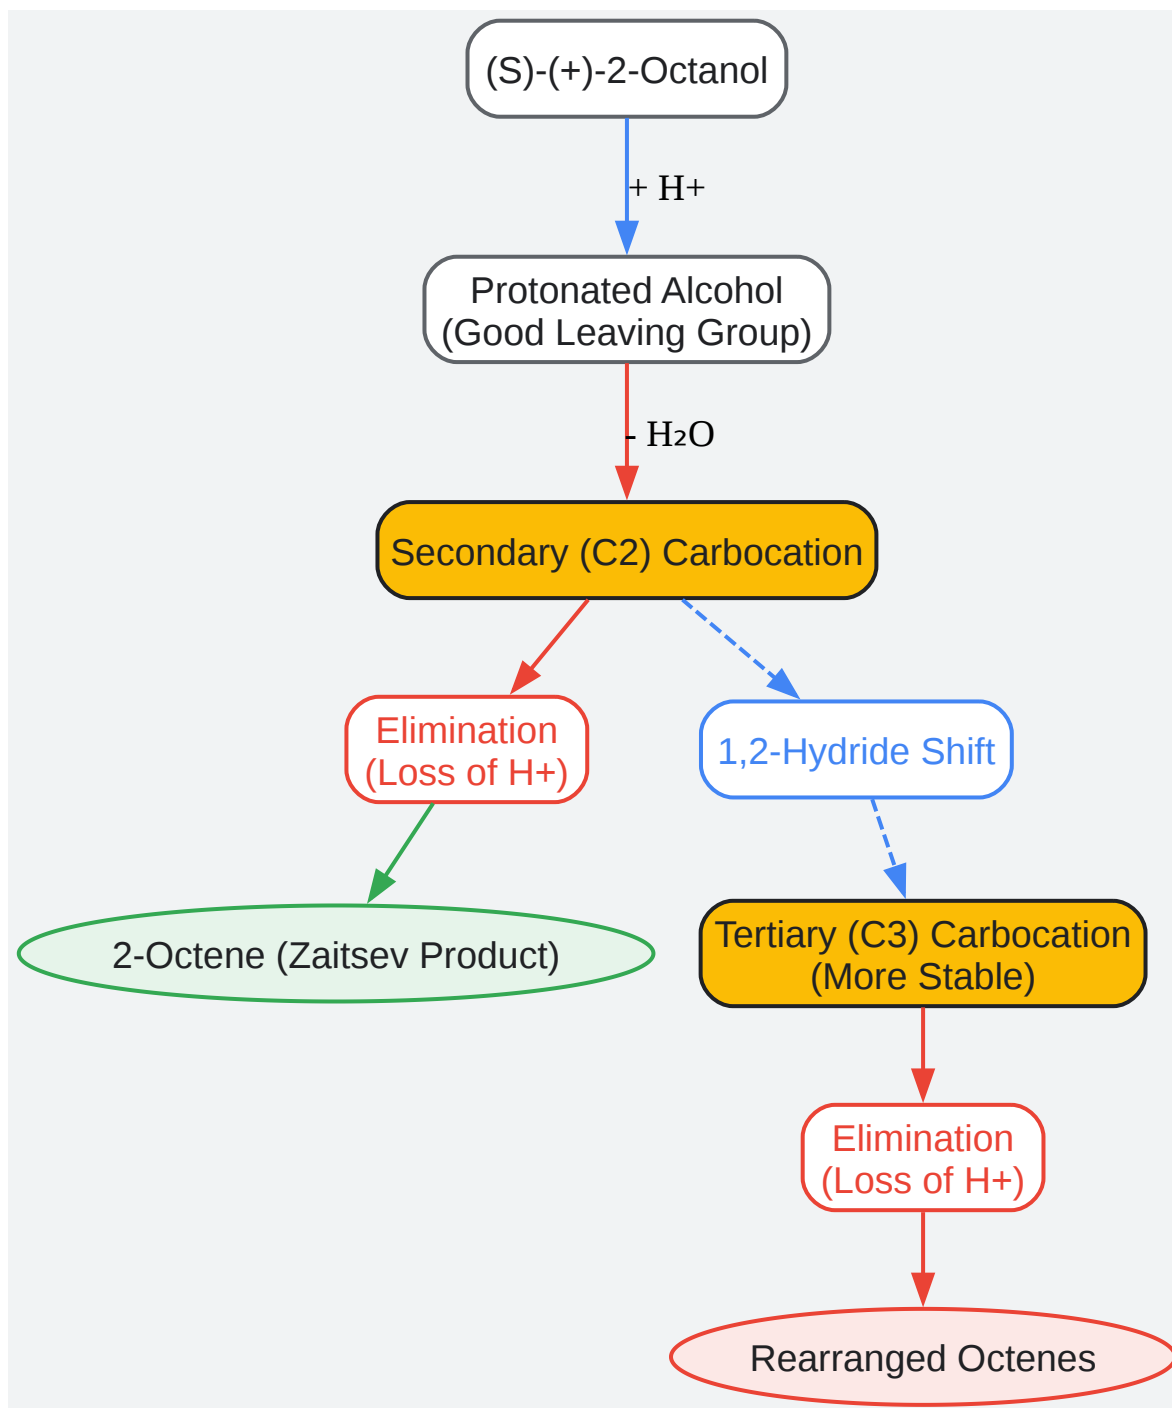 (S)-(+)-2-Octanol
+ H+
Protonated Alcohol
(Good Leaving Group)
- H₂O
Secondary (C2) Carbocation
Elimination
(Loss of H+)
1,2-Hydride Shift
2-Octene (Zaitsev Product)
Tertiary (C3) Carbocation
(More Stable)
Elimination
(Loss of H+)
Rearranged Octenes